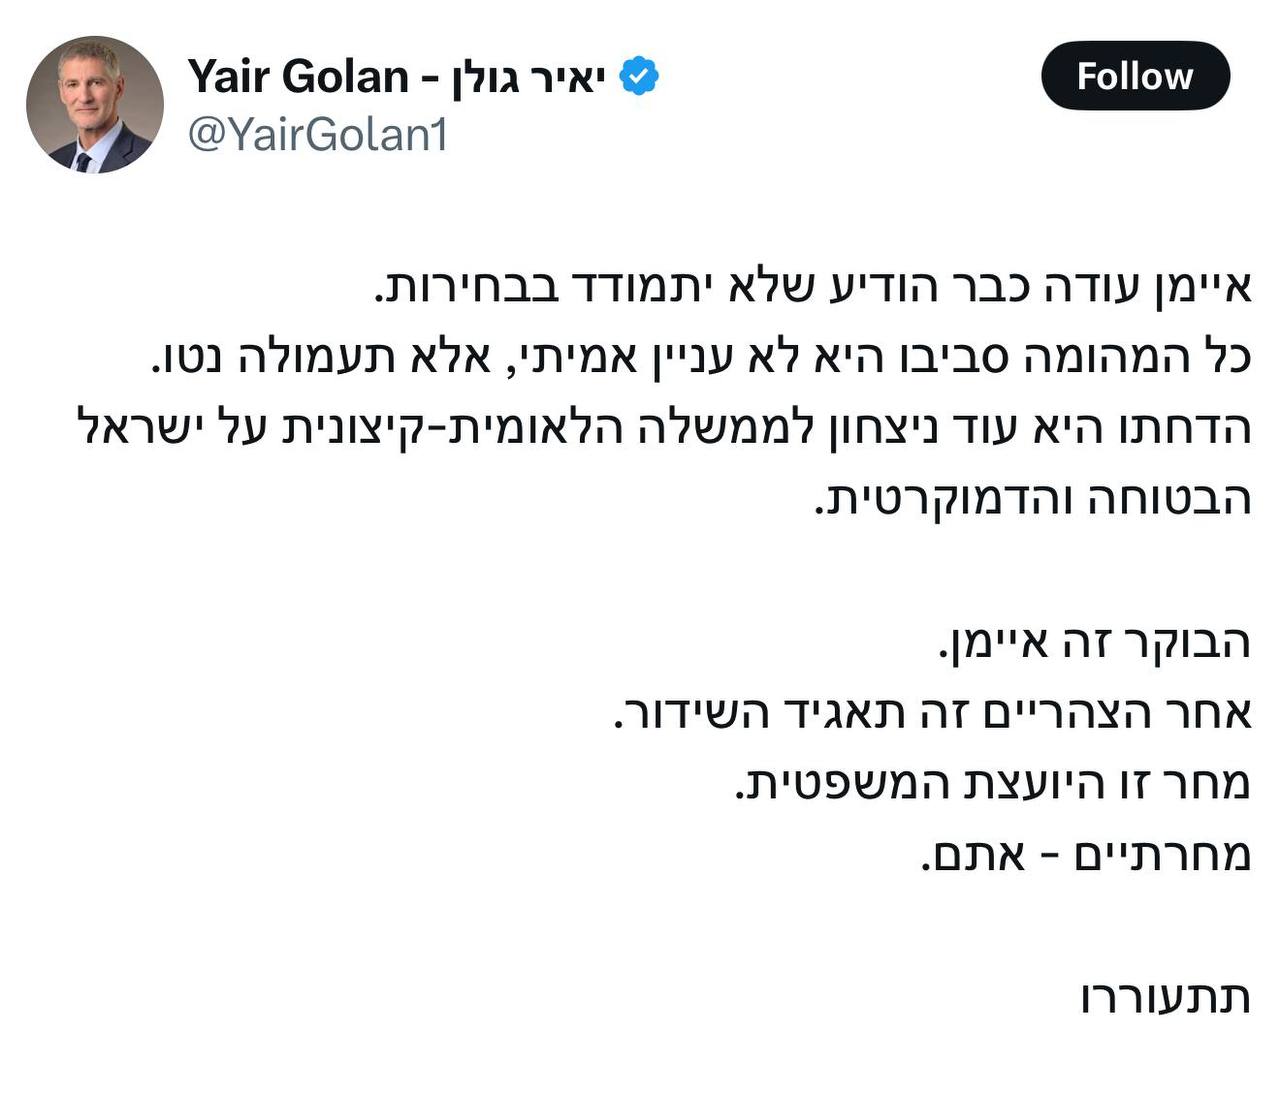 Yair Golan - יאיר גולן
Follow
@YairGolan1
איימן עודה כבר הודיע שלא יתמודד בבחירות.
כל המהומה סביבו היא לא עניין אמיתי, אלא תעמולה נטו.
הדחתו היא עוד ניצחון לממשלה הלאומית-קיצונית על ישראל
הבטוחה והדמוקרטית.
הבוקר זה איימן.
אחר הצהריים זה תאגיד השידור.
מחר זו היועצת המשפטית.
מחרתיים - אתם.
תתעוררו